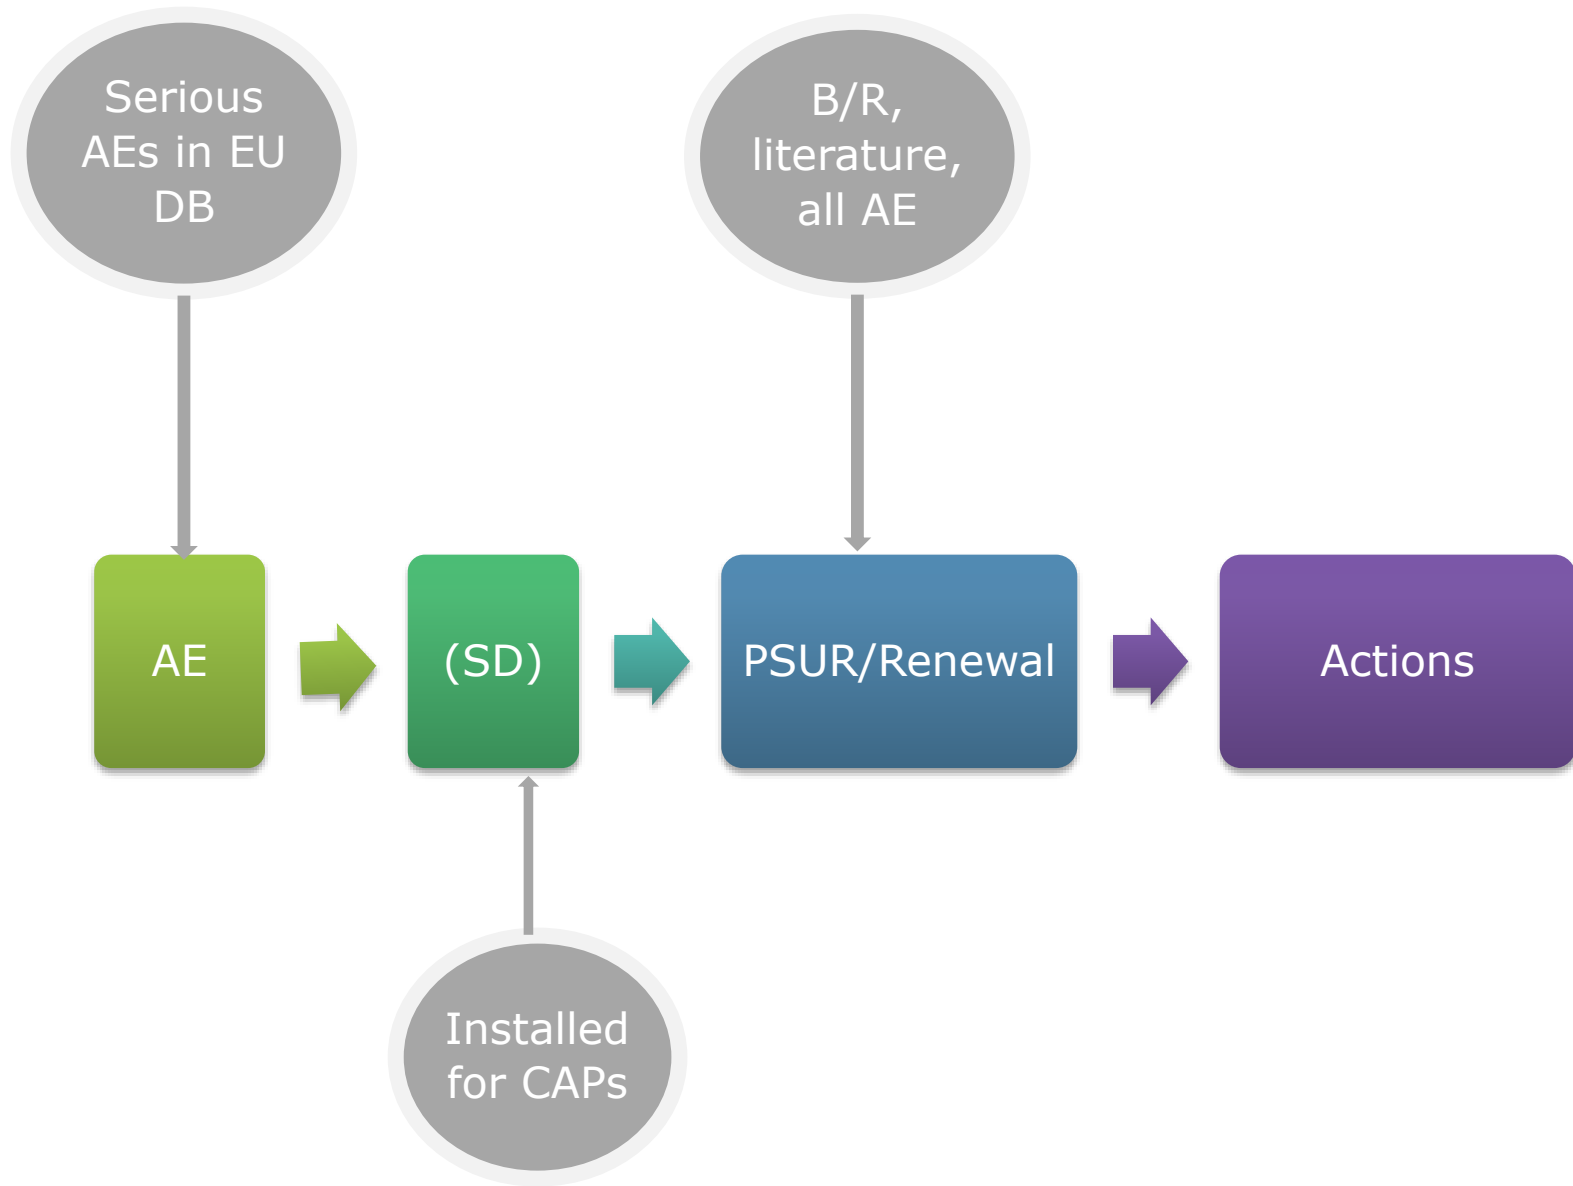 Serious
AEs in EU
DB
B/R,
literature,
all AE
AE
(SD)
PSUR/Renewal
Actions
Installed
for CAPs